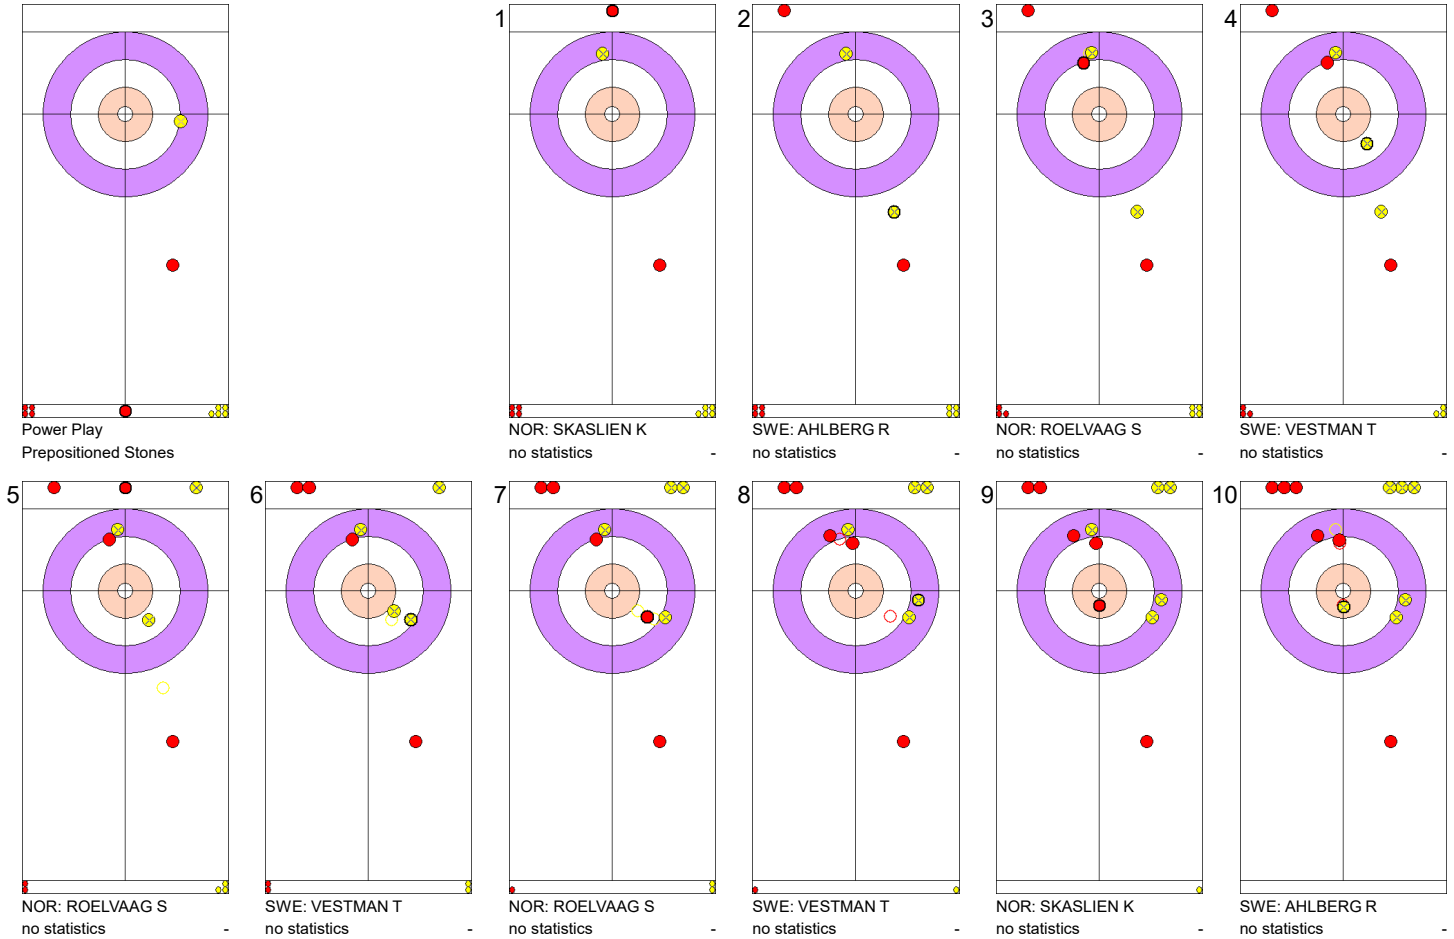 Power Play
Prepositioned Stones
1
NOR: SKASLIEN K
no statistics -
2
SWE: AHLBERG R
no statistics -
3
NOR: ROELVAAG S
no statistics -
4
SWE: VESTMAN T
no statistics -
5
NOR: ROELVAAG S
no statistics -
6
SWE: VESTMAN T
no statistics -
7
NOR: ROELVAAG S
no statistics -
8
SWE: VESTMAN T
no statistics -
9
NOR: SKASLIEN K
no statistics -
10
SWE: AHLBERG R
no statistics -